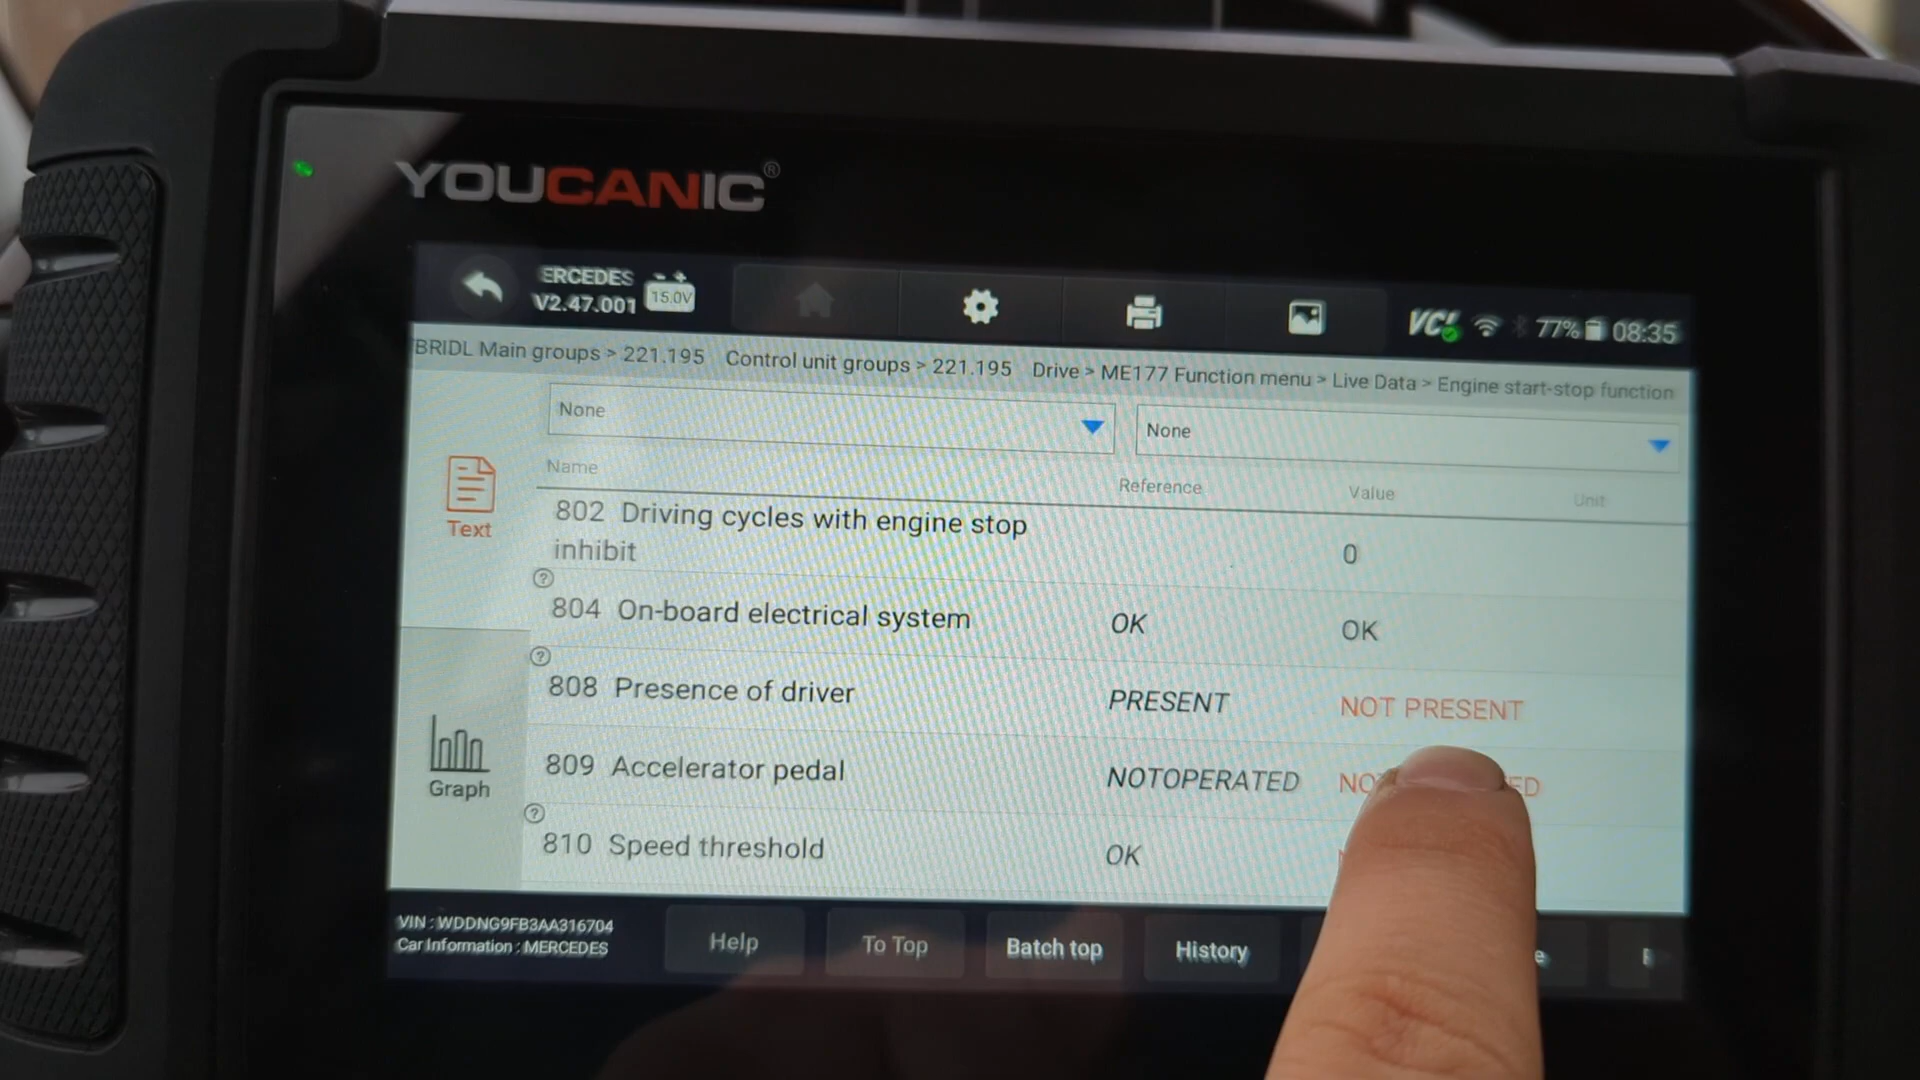 YOUCANIC®
ERCEDES
V2.47.001
15.0V
VCI
77%
08:35
BRIDL Main groups > 221.195 Control unit groups > 221.195 Drive > ME177 Function menu > Live Data > Engine start-stop function
None
None
Name Reference Value Unit
802 Driving cycles with engine stop
inhibit
0
804 On-board electrical system OK OK
808 Presence of driver PRESENT NOT PRESENT
809 Accelerator pedal NOTOPERATED
810 Speed threshold OK
Text
Graph
VIN : WDDNG9FB3AA316704
Car Information : MERCEDES
Help
To Top
Batch top
History